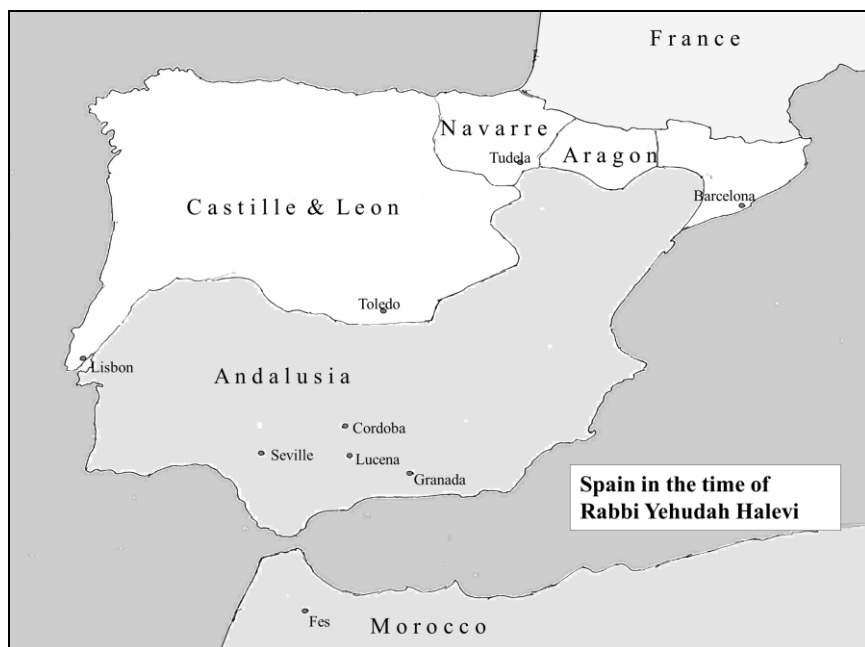 France
Navarre
Tudela
Aragon
Castille & Leon
Barcelona
Toledo
Lisbon
Andalusia
Cordoba
Seville
Lucena
Granada
Spain in the time of
Rabbi Yehudah Halevi
Fes
Morocco